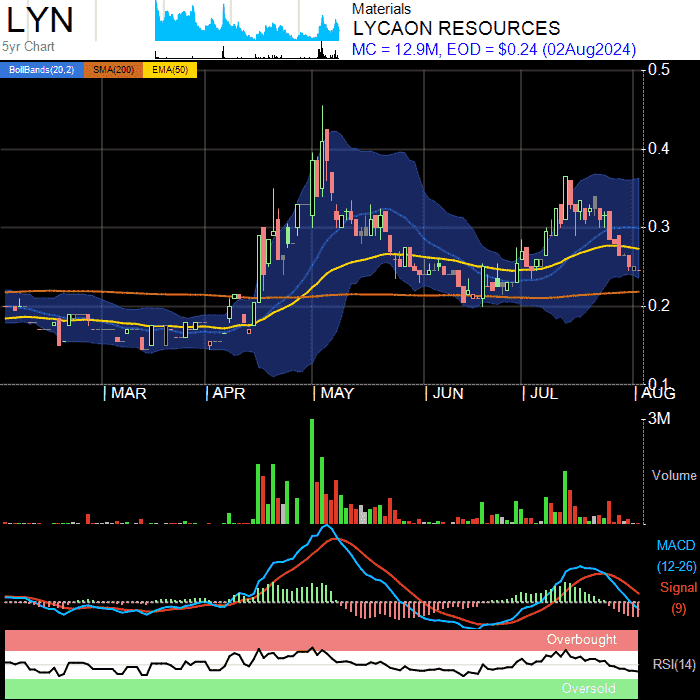 LYN
5yr Chart
Materials
LYCAON RESOURCES
MC = 12.9M, EOD = $0.24 (02Aug2024)
BollBands(20,2) SMA(200) EMA(50)
0.5
0.4
0.3
0.2
0.1
MAR APR MAY JUN JUL AUG
3M
Volume
MACD
(12-26)
Signal
(9)
Overbought
RSI(14)
Oversold